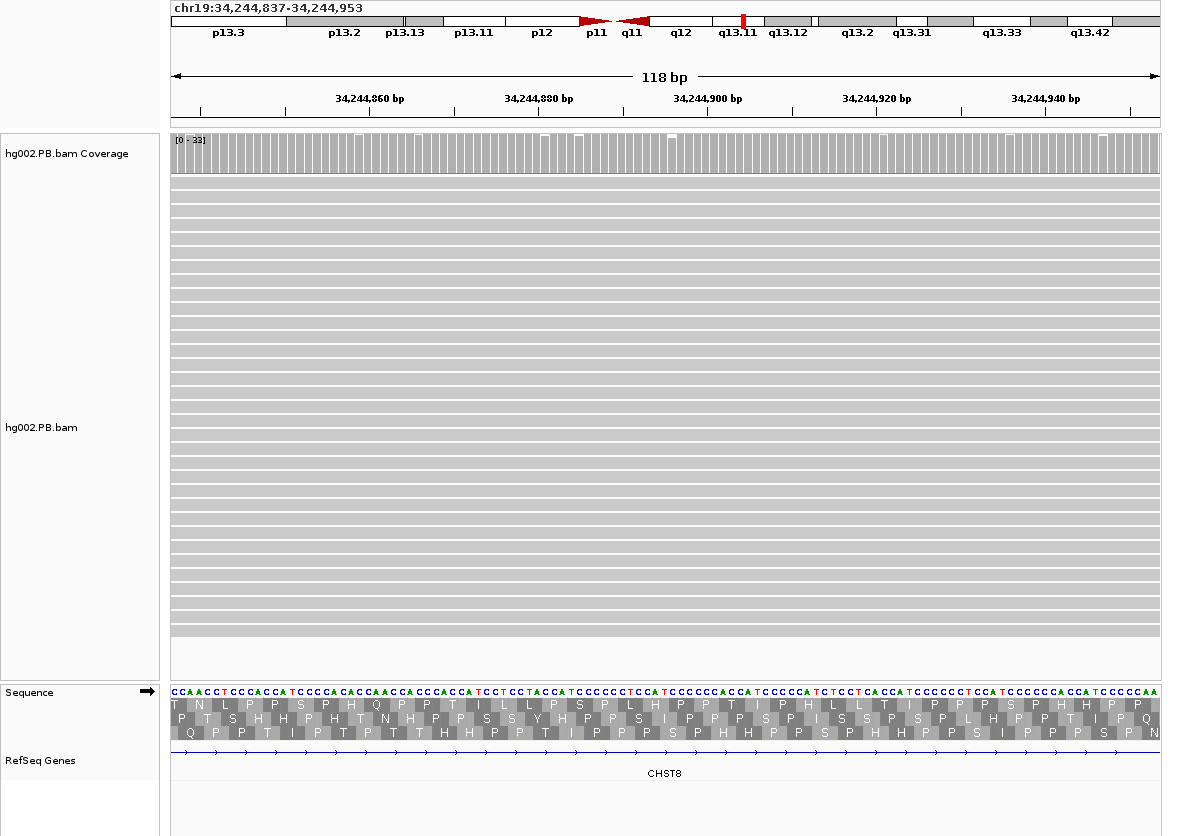 chr19:34,244,837-34,244,953
p13.3 p13.2 p13.13 p13.11 p12 p11 q11 q12 q13.11 q13.12 q13.2 q13.31 q13.33 q13.42
118 bp
34,244,860 bp 34,244,880 bp 34,244,900 bp 34,244,920 bp 34,244,940 bp
[0 - 33]
hg002.PB.bam Coverage
hg002.PB.bam
Sequence CCAACCTCCCACCATCCCCACACCAACCACCCACCATCCTCCTACCATCCCCCCTCCATCCCCCCACCATCCCCCATCTCCTCACCATCCCCCCTCCATCCCCCCACCATCCCCCAA
T N L P P S P H Q P P T I L L P S P L H P P T I P H L L T I P P P S P H H P P
P T S H H P H T N H P P S S Y H P P S I P P P S P I S S P S P L H P P T I P Q
Q P P T I P T P T T H H P P T I P P P S P H H P P S P H H P P S I P P P S P N
RefSeq Genes
CHST8